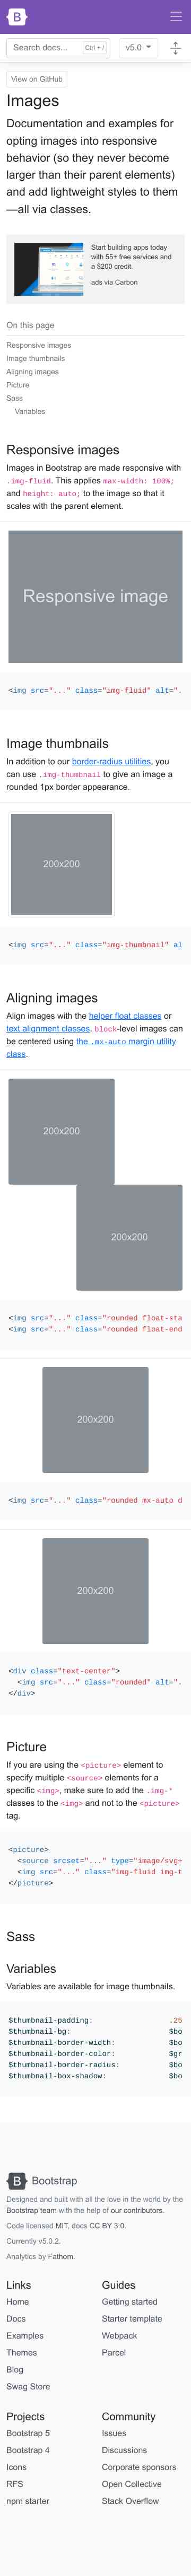 Search docs...
Ctrl + /
v5.0
View on GitHub
Images
Documentation and examples for
opting images into responsive
behavior (so they never become
larger than their parent elements)
and add lightweight styles to them
—all via classes.
Start building apps today
with 55+ free services and
a $200 credit.
ads via Carbon
On this page
Responsive images
Image thumbnails
Aligning images
Picture
Sass
Variables
Responsive images
Images in Bootstrap are made responsive with
.img-fluid. This applies max-width: 100%;
and height: auto; to the image so that it
scales with the parent element.
Responsive image
<img src="..." class="img-fluid" alt=".
Image thumbnails
In addition to our border-radius utilities, you
can use .img-thumbnail to give an image a
rounded 1px border appearance.
200x200
<img src="..." class="img-thumbnail" al
Aligning images
Align images with the helper float classes or
text alignment classes. block-level images can
be centered using the .mx-auto margin utility
class.
200x200
200x200
<img src="..." class="rounded float-sta
<img src="..." class="rounded float-end
200x200
<img src="..." class="rounded mx-auto d
200x200
<div class="text-center">
<img src="..." class="rounded" alt=".
</div>
Picture
If you are using the <picture> element to
specify multiple <source> elements for a
specific <img>, make sure to add the .img-*
classes to the <img> and not to the <picture>
tag.
<picture>
<source srcset="..." type="image/svg+
<img src="..." class="img-fluid img-t
</picture>
Sass
Variables
Variables are available for image thumbnails.
$thumbnail-padding: .25
$thumbnail-bg: $bo
$thumbnail-border-width: $bo
$thumbnail-border-color: $gr
$thumbnail-border-radius: $bo
$thumbnail-box-shadow: $bo
Bootstrap
Designed and built with all the love in the world by the
Bootstrap team with the help of our contributors.
Code licensed MIT, docs CC BY 3.0.
Currently v5.0.2.
Analytics by Fathom.
Links
Home
Docs
Examples
Themes
Blog
Swag Store
Guides
Getting started
Starter template
Webpack
Parcel
Projects
Bootstrap 5
Bootstrap 4
Icons
RFS
npm starter
Community
Issues
Discussions
Corporate sponsors
Open Collective
Stack Overflow